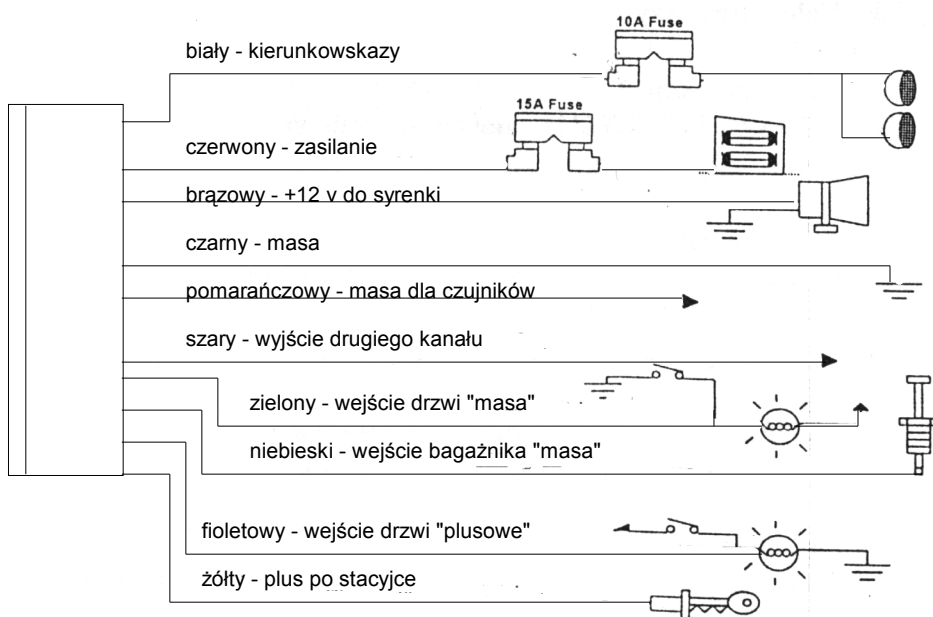 10A Fuse
biały - kierunkowskazy
15A Fuse
czerwony - zasilanie
brązowy - +12 v do syrenki
czarny - masa
pomarańczowy - masa dla czujników
szary - wyjście drugiego kanału
zielony - wejście drzwi "masa"
niebieski - wejście bagażnika "masa"
fioletowy - wejście drzwi "plusowe"
żółty - plus po stacyjce